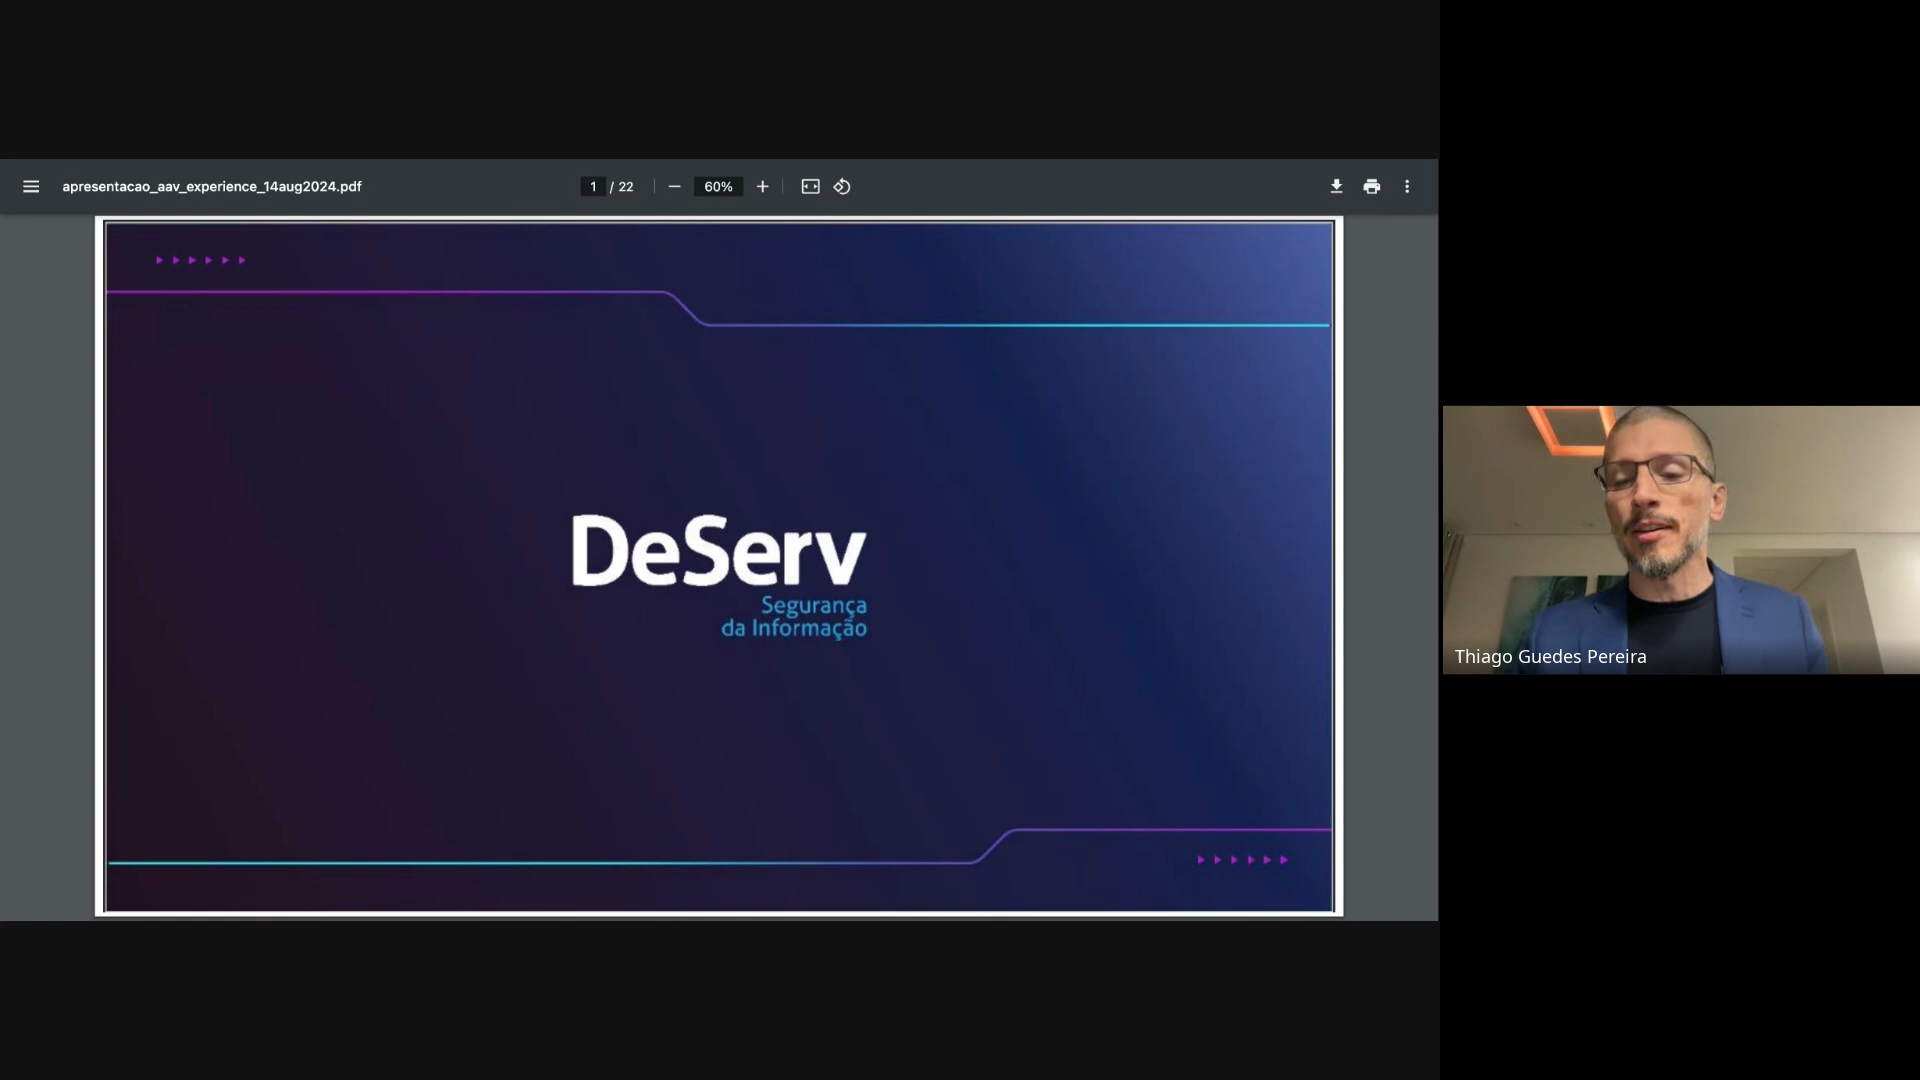 apresentacao_aav_experience_14aug2024.pdf
1 / 22
60%
DeServ
Segurança
da Informação
Thiago Guedes Pereira